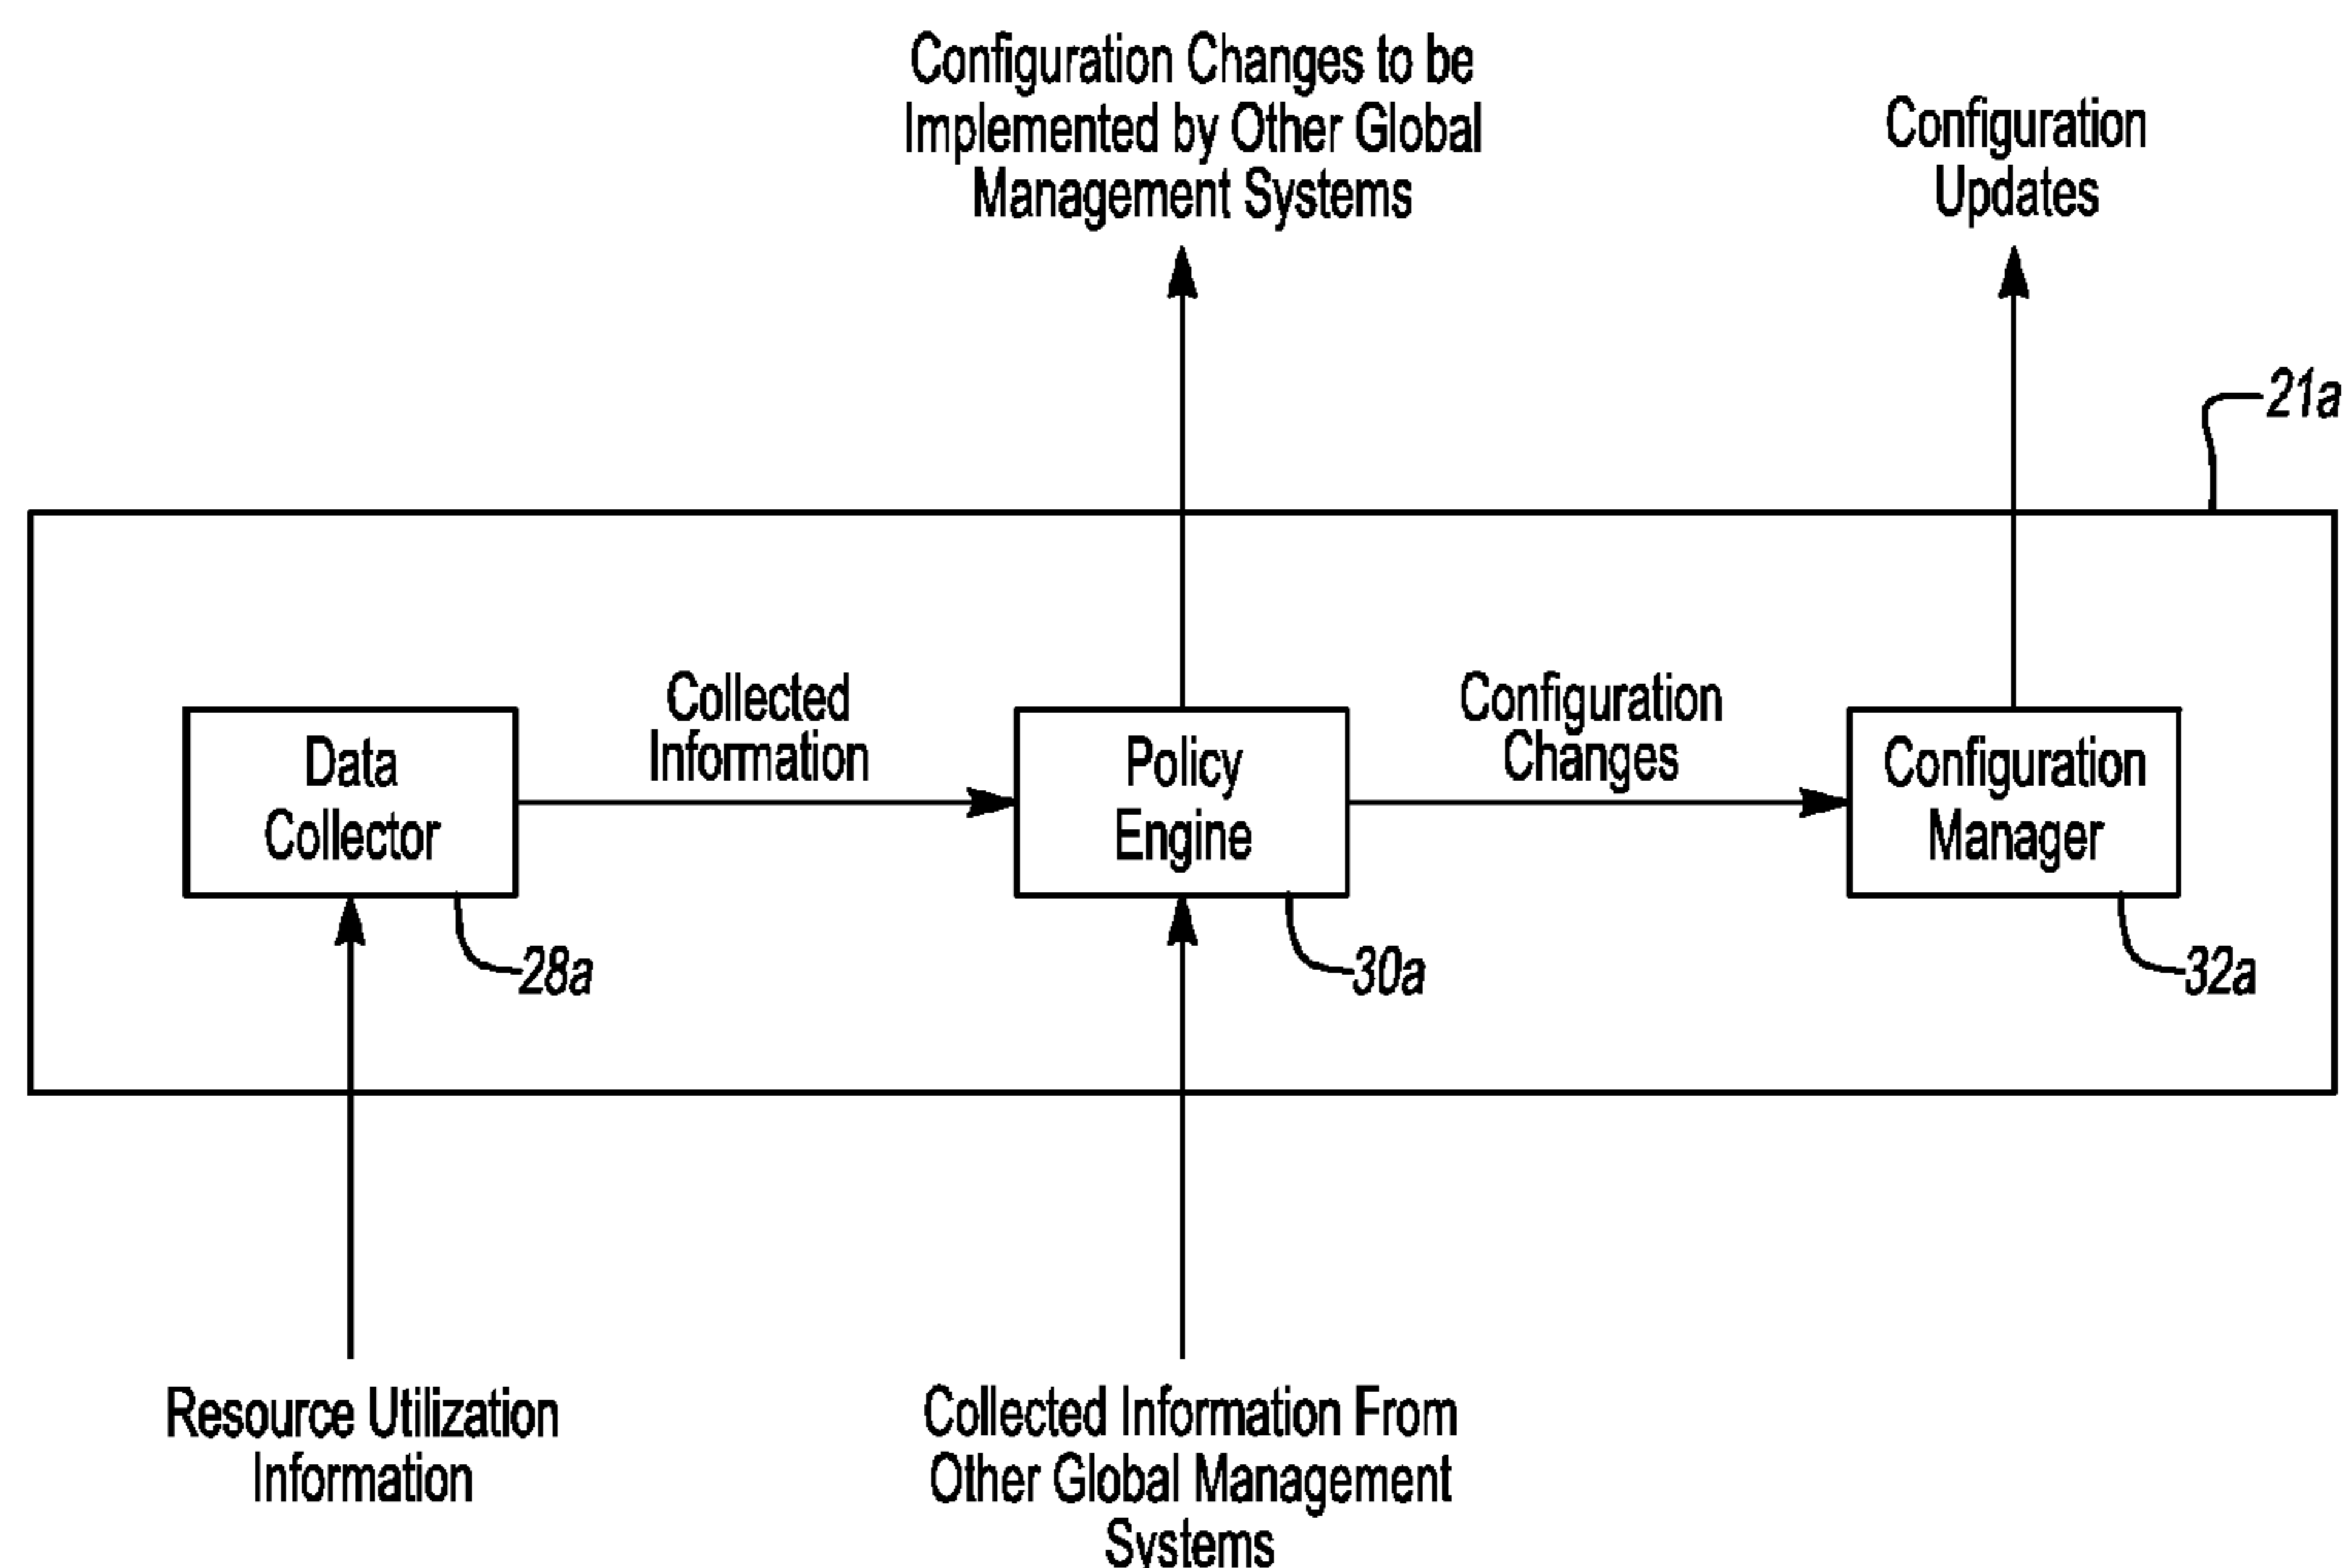 Configuration Changes to be
Implemented by Other Global
Management Systems
Configuration
Updates
21a
Collected
Information
Configuration
Changes
Data
Collector
Policy
Engine
Configuration
Manager
28a
30a
32a
Resource Utilization
Information
Collected Information From
Other Global Management
Systems